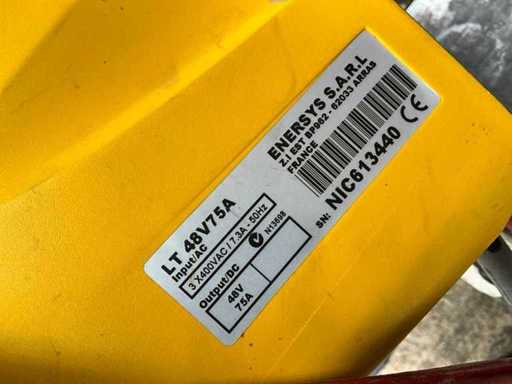 ENERSYS S.A.R.L
Z.I EST BP962 - 62033 ARRAS
FRANCE
SN: NIC613440
CE
LT 48V75A
Input/AC
3 X400VAC / 7.3A - 50Hz
N13698
Output/DC
48V
75A